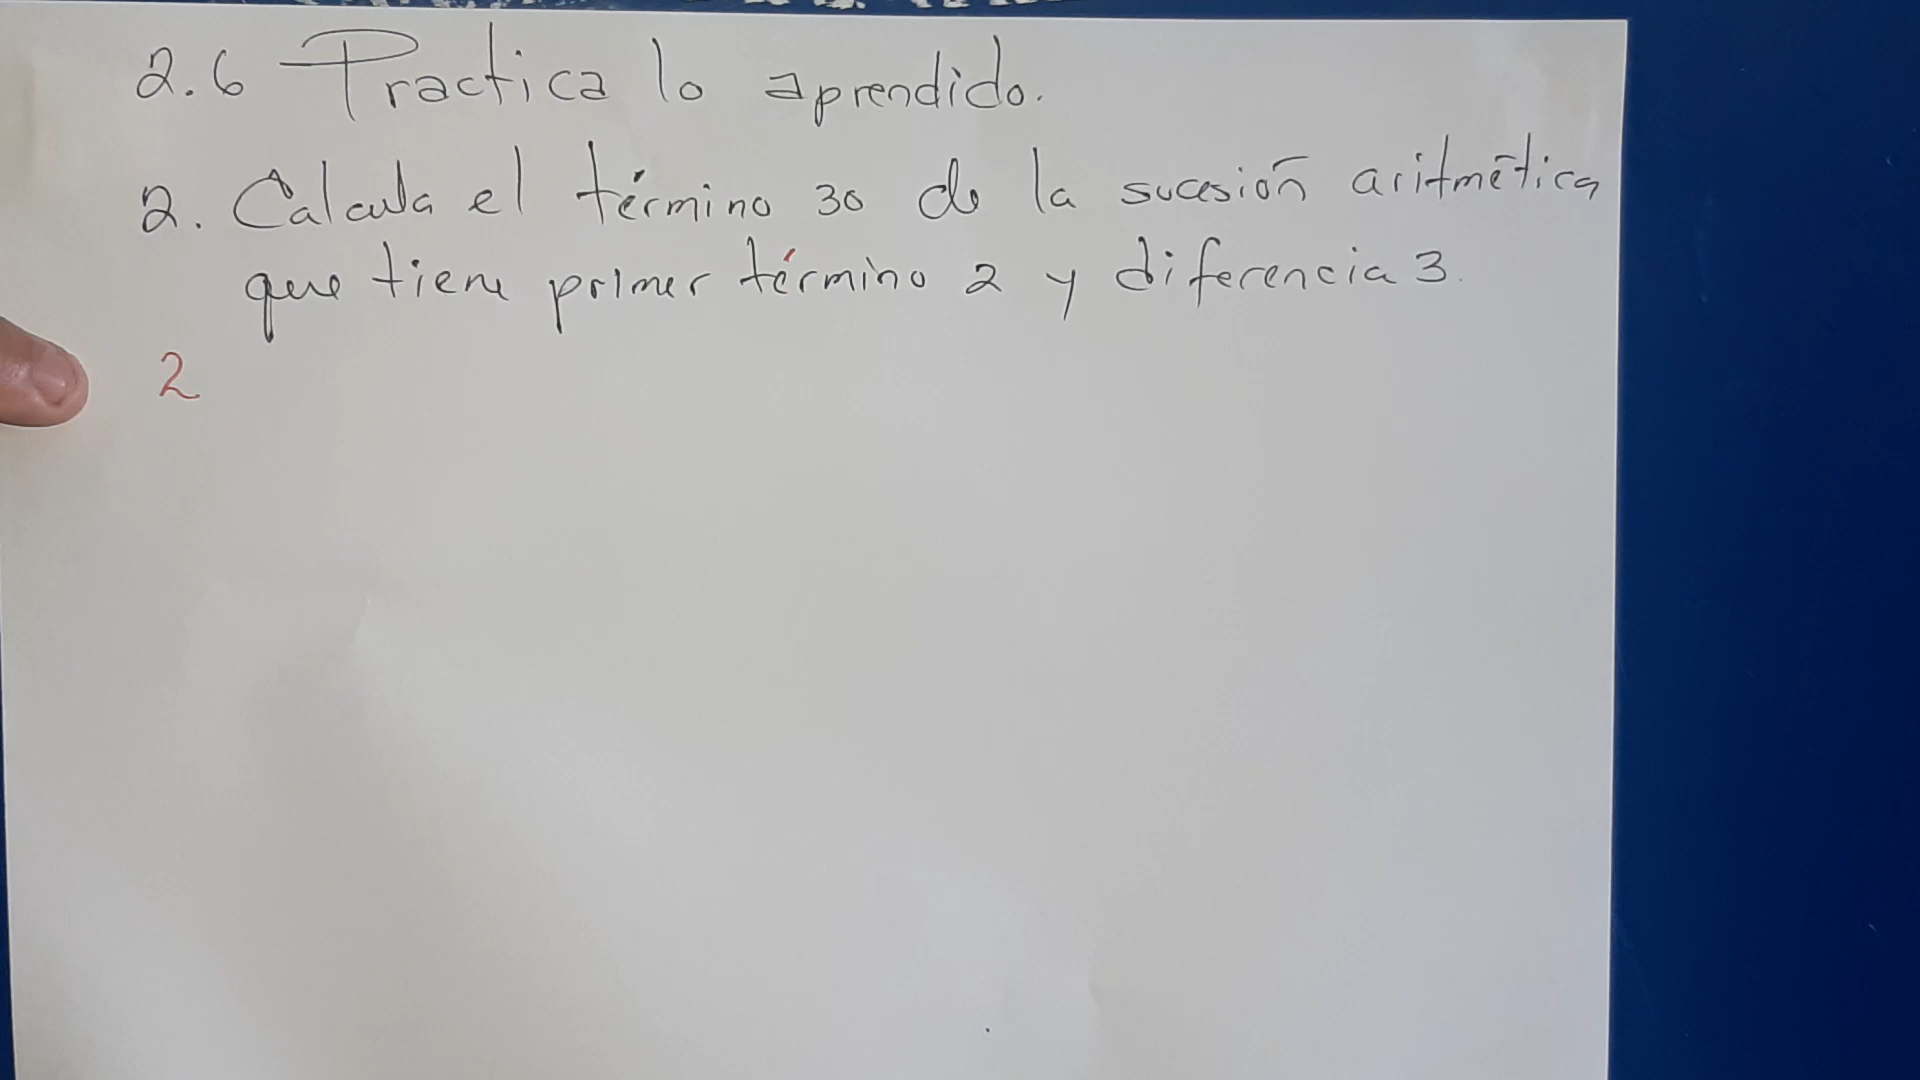 2.6 Practica lo aprendido.
2. Calcula el término 30 de la sucesión aritmética
que tiene primer término 2 y diferencia 3.
2